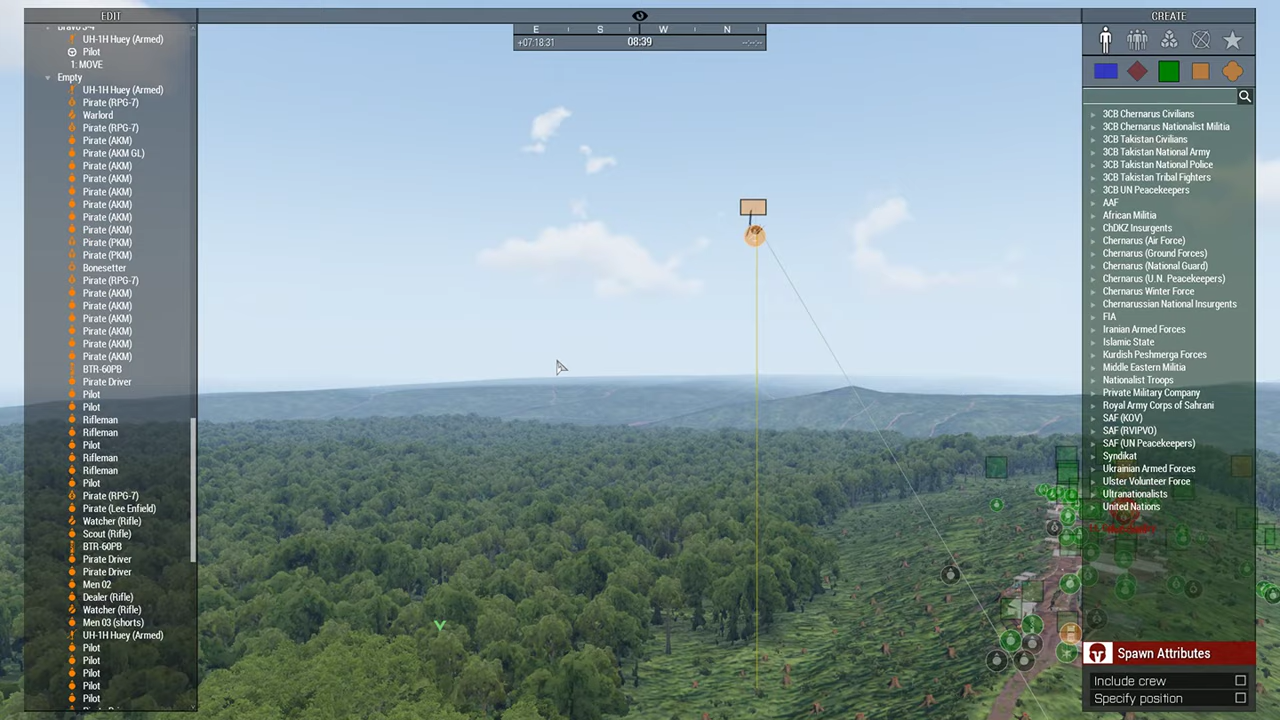 EDIT
Bravo 3-4
UH-1H Huey (Armed)
Pilot
1: MOVE
Empty
UH-1H Huey (Armed)
Pirate (RPG-7)
Warlord
Pirate (RPG-7)
Pirate (AKM)
Pirate (AKM GL)
Pirate (AKM)
Pirate (AKM)
Pirate (AKM)
Pirate (AKM)
Pirate (AKM)
Pirate (AKM)
Pirate (PKM)
Pirate (PKM)
Bonesetter
Pirate (RPG-7)
Pirate (AKM)
Pirate (AKM)
Pirate (AKM)
Pirate (AKM)
Pirate (AKM)
Pirate (AKM)
BTR-60PB
Pirate Driver
Pilot
Pilot
Rifleman
Rifleman
Pilot
Rifleman
Rifleman
Pilot
Pirate (RPG-7)
Pirate (Lee Enfield)
Watcher (Rifle)
Scout (Rifle)
BTR-60PB
Pirate Driver
Pirate Driver
Men 02
Dealer (Rifle)
Watcher (Rifle)
Men 03 (shorts)
UH-1H Huey (Armed)
Pilot
Pilot
Pilot
Pilot
Pilot
E S W N
+07:18:31 08:39 --:--:--
CREATE
3CB Chernarus Civilians
3CB Chernarus Nationalist Militia
3CB Takistan Civilians
3CB Takistan National Army
3CB Takistan National Police
3CB Takistan Tribal Fighters
3CB UN Peacekeepers
AAF
African Militia
ChDKZ Insurgents
Chernarus (Air Force)
Chernarus (Ground Forces)
Chernarus (National Guard)
Chernarus (U.N. Peacekeepers)
Chernarus Winter Force
Chernarussian National Insurgents
FIA
Iranian Armed Forces
Islamic State
Kurdish Peshmerga Forces
Middle Eastern Militia
Nationalist Troops
Private Military Company
Royal Army Corps of Sahrani
SAF (KOV)
SAF (RVIPVO)
SAF (UN Peacekeepers)
Syndikat
Ukrainian Armed Forces
Ulster Volunteer Force
Ultranationalists
United Nations
Spawn Attributes
Include crew
Specify position